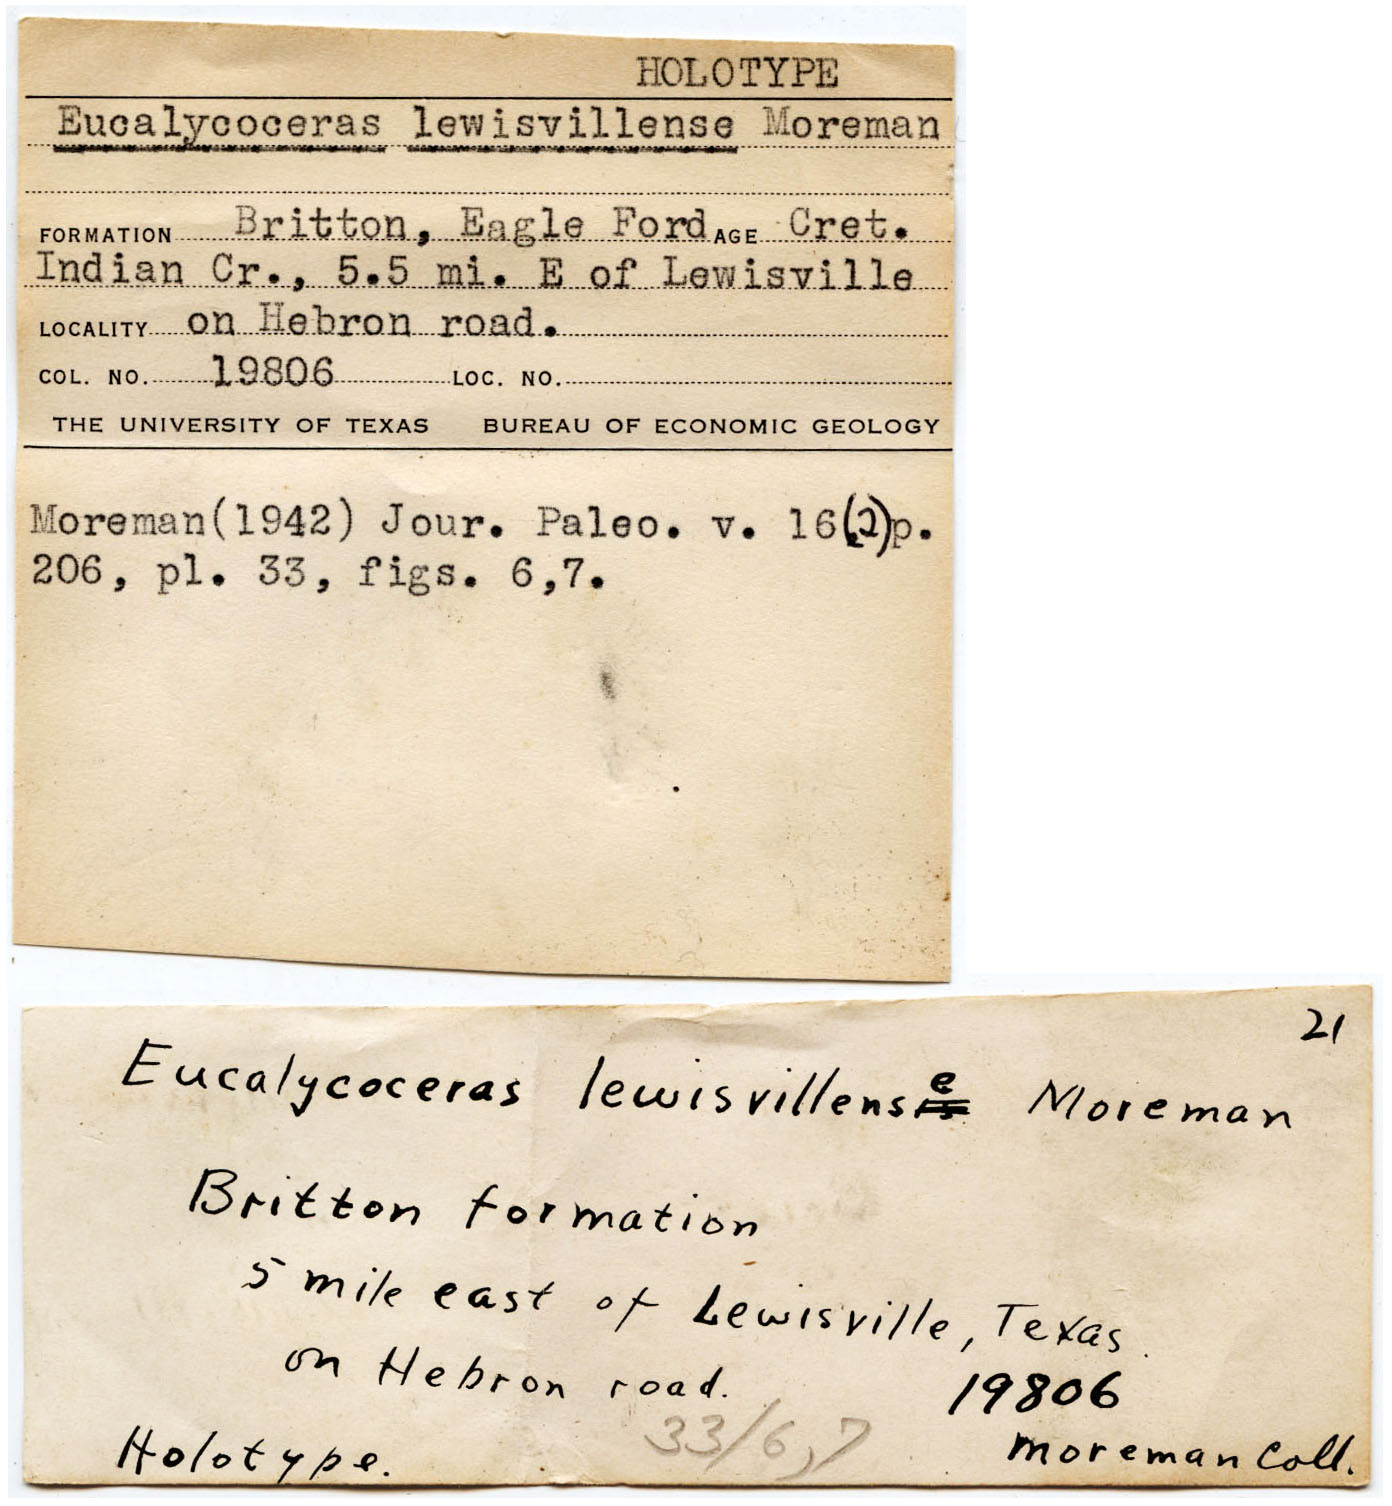 HOLOTYPE
Eucalycoceras lewisvillense Moreman
FORMATION Britton, Eagle Ford AGE Cret.
Indian Cr., 5.5 mi. E of Lewisville
LOCALITY on Hebron road.
COL. NO. 19806 LOC. NO.
THE UNIVERSITY OF TEXAS BUREAU OF ECONOMIC GEOLOGY
Moreman(1942) Jour. Paleo. v. 16(2)p.
206, pl. 33, figs. 6,7.
21
Eucalycoceras lewisvillense Moreman
Britton formation
5 mile east of Lewisville, Texas.
on Hebron road.
19806
33/6,7
Holotype.
Moreman Coll.